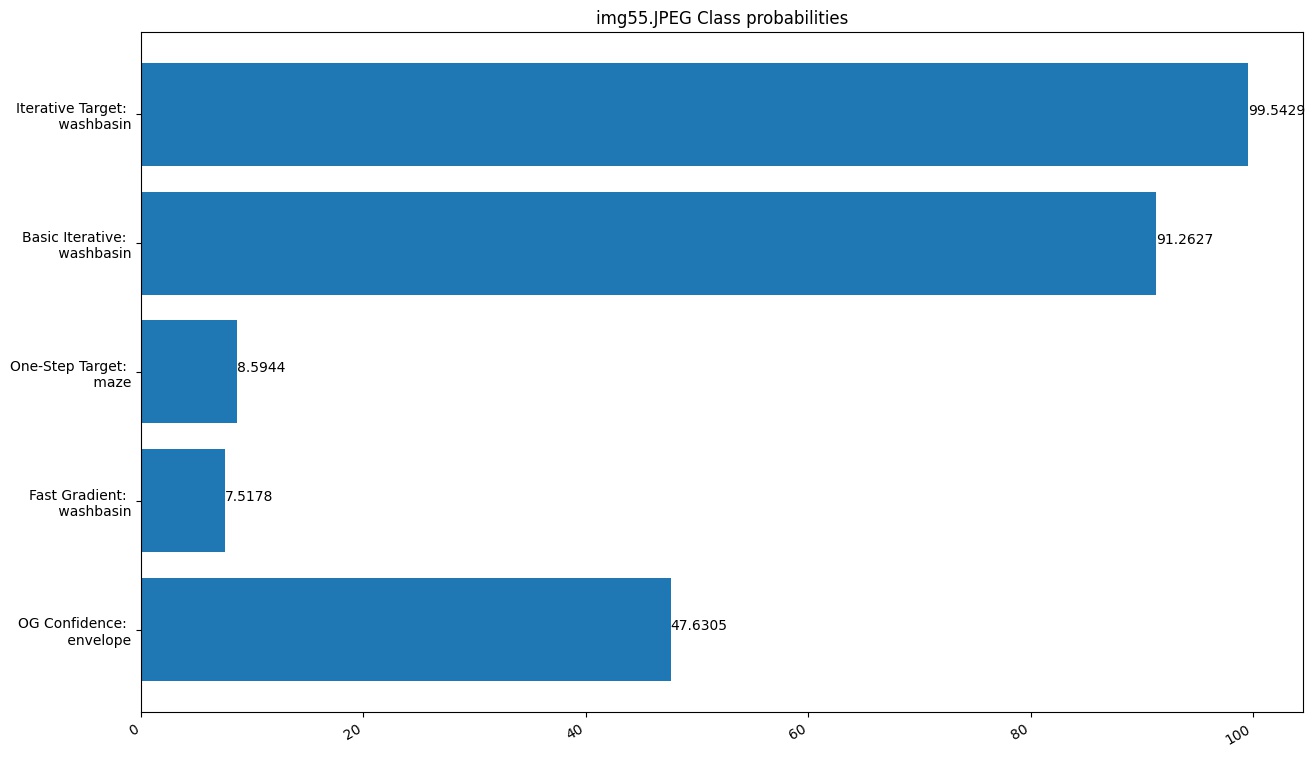 img55.JPEG Class probabilities
Iterative Target:
washbasin
99.5429
Basic Iterative:
washbasin
91.2627
One-Step Target:
maze
8.5944
Fast Gradient:
washbasin
7.5178
OG Confidence:
envelope
47.6305
0
20
40
60
80
100